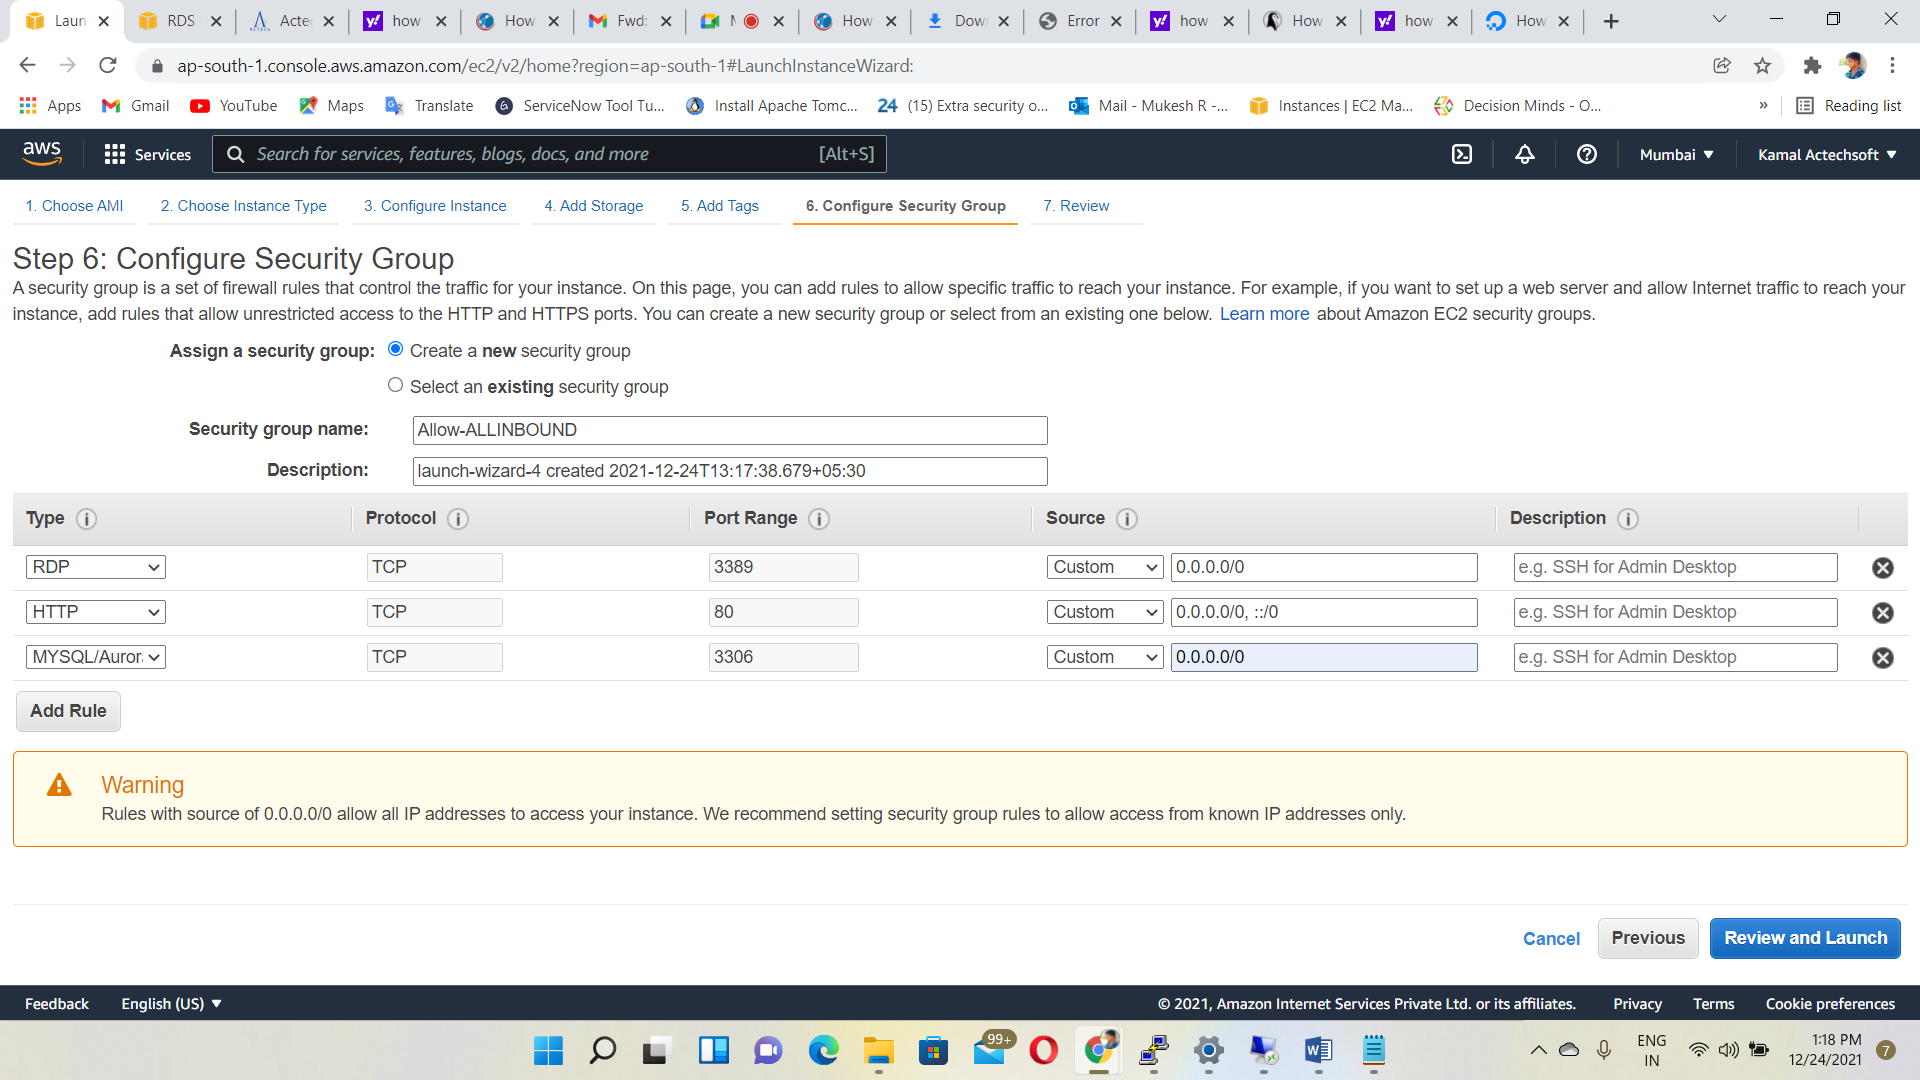 Laun
RDS
Acte
how
How
Fwd:
How
Dow
Error
how
How
how
How
ap-south-1.console.aws.amazon.com/ec2/v2/home?region=ap-south-1#LaunchInstanceWizard:
Apps
Gmail
YouTube
Maps
Translate
ServiceNow Tool Tu...
Install Apache Tomc...
24 (15) Extra security o...
Mail - Mukesh R -...
Instances | EC2 Ma...
Decision Minds - O...
»
Reading list
aws
Services
Search for services, features, blogs, docs, and more [Alt+S]
Mumbai
Kamal Actechsoft
1. Choose AMI
2. Choose Instance Type
3. Configure Instance
4. Add Storage
5. Add Tags
6. Configure Security Group
7. Review
Step 6: Configure Security Group
A security group is a set of firewall rules that control the traffic for your instance. On this page, you can add rules to allow specific traffic to reach your instance. For example, if you want to set up a web server and allow Internet traffic to reach your
instance, add rules that allow unrestricted access to the HTTP and HTTPS ports. You can create a new security group or select from an existing one below. Learn more about Amazon EC2 security groups.
Assign a security group: Create a new security group
Select an existing security group
Security group name: Allow-ALLINBOUND
Description: launch-wizard-4 created 2021-12-24T13:17:38.679+05:30
Type Protocol Port Range Source Description
RDP TCP 3389 Custom 0.0.0.0/0 e.g. SSH for Admin Desktop
HTTP TCP 80 Custom 0.0.0.0/0, ::/0 e.g. SSH for Admin Desktop
MYSQL/Auror TCP 3306 Custom 0.0.0.0/0 e.g. SSH for Admin Desktop
Add Rule
Warning
Rules with source of 0.0.0.0/0 allow all IP addresses to access your instance. We recommend setting security group rules to allow access from known IP addresses only.
Cancel
Previous
Review and Launch
Feedback
English (US)
© 2021, Amazon Internet Services Private Ltd. or its affiliates.
Privacy
Terms
Cookie preferences
99+
ENG
IN
1:18 PM
12/24/2021
7